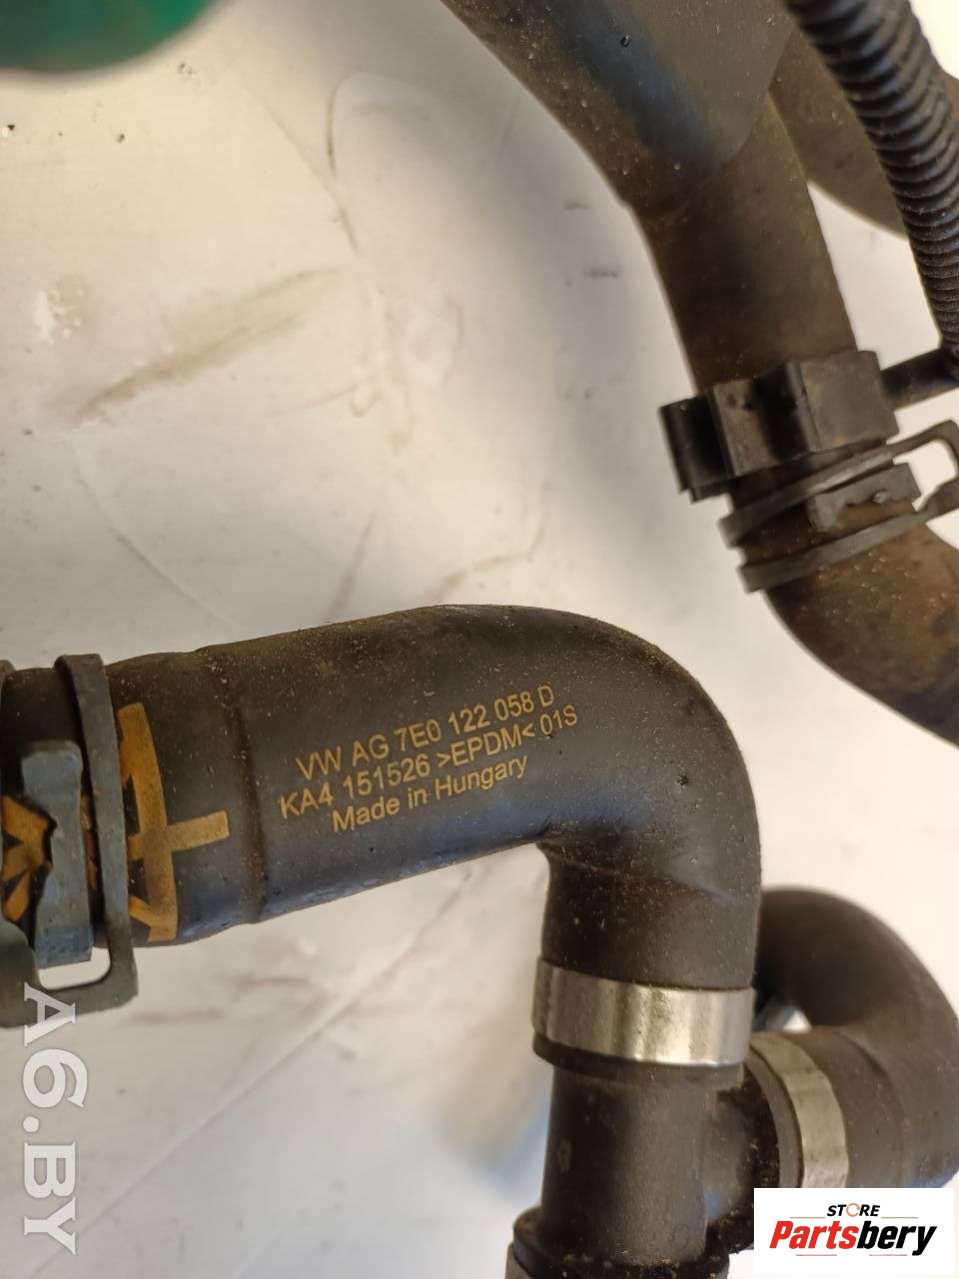 VW AG 7E0 122 058 D
KA4 151526 >EPDM< 01S
Made in Hungary
A6.BY
STORE
Partsbery